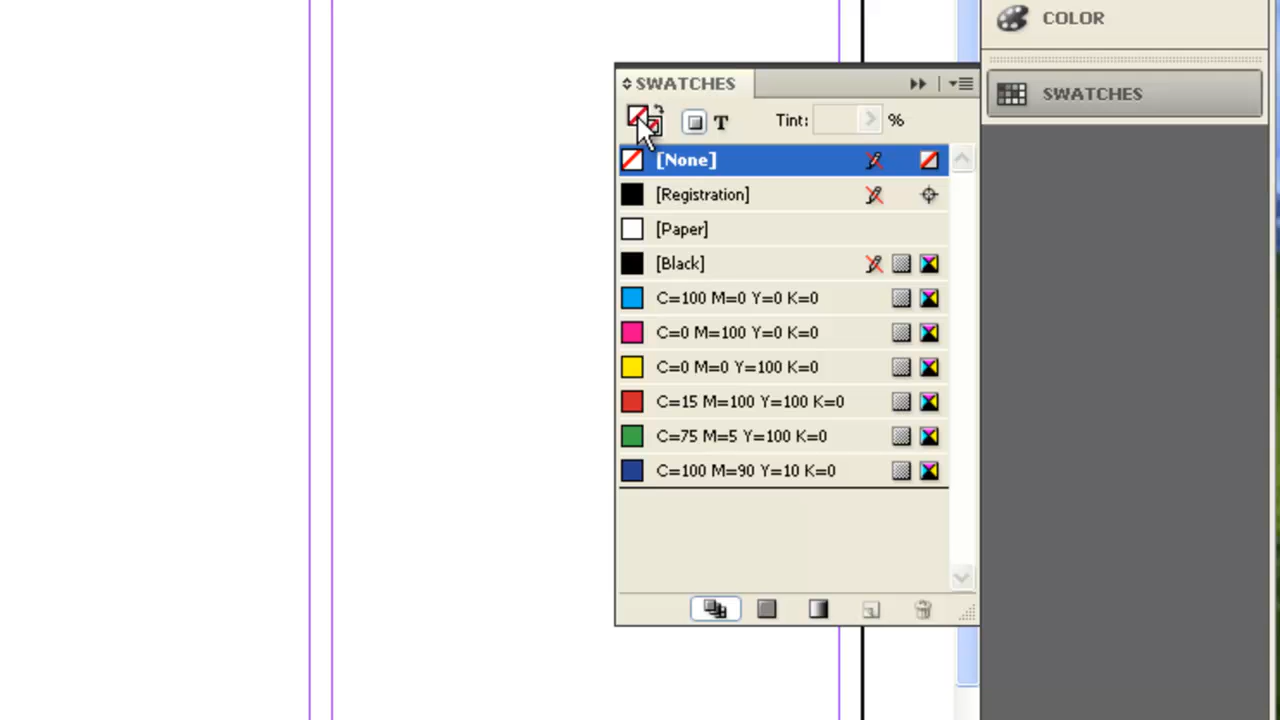 COLOR
SWATCHES
SWATCHES
T Tint: %
[None]
[Registration]
[Paper]
[Black]
C=100 M=0 Y=0 K=0
C=0 M=100 Y=0 K=0
C=0 M=0 Y=100 K=0
C=15 M=100 Y=100 K=0
C=75 M=5 Y=100 K=0
C=100 M=90 Y=10 K=0